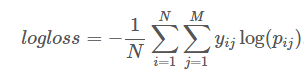 logloss = − \frac{1}{N} \sum_{i=1}^{N} \sum_{j=1}^{M} y_{ij} \log(p_{ij})